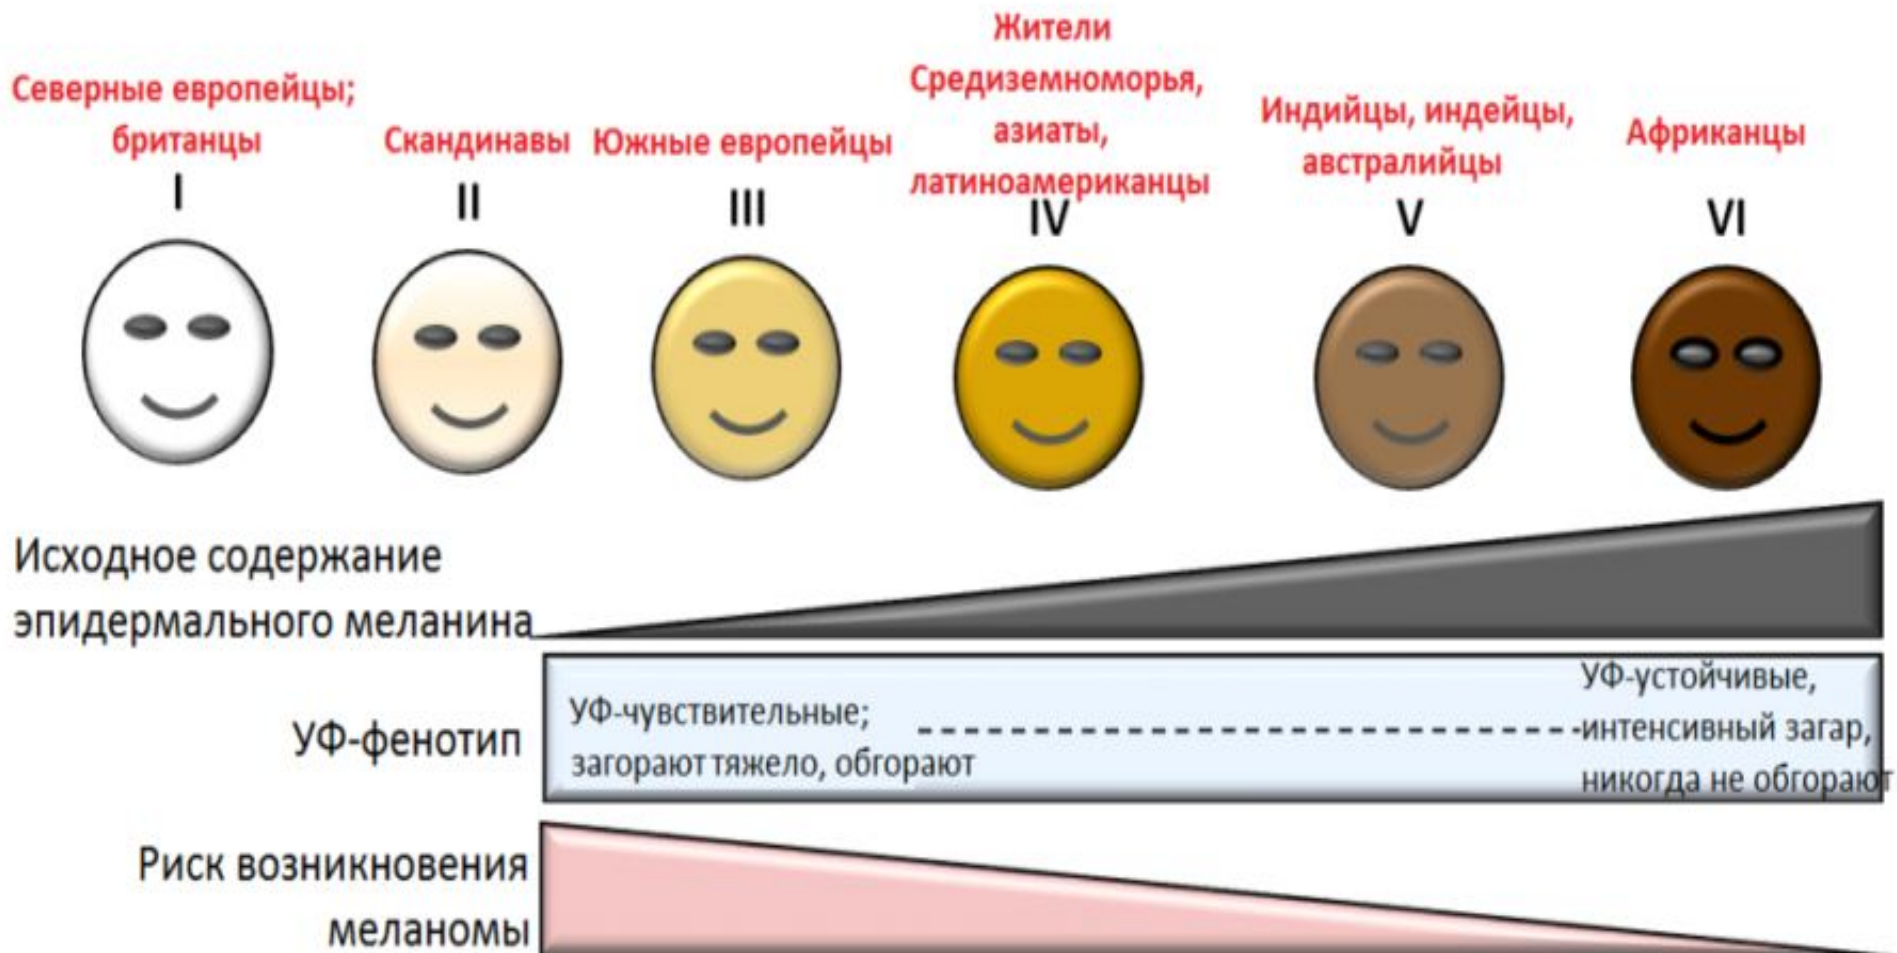 Северные европейцы;
британцы
I
Скандинавы
II
Южные европейцы
III
Жители
Средиземноморья,
азиаты,
латиноамериканцы
IV
Индийцы, индейцы,
австралийцы
V
Африканцы
VI
Исходное содержание
эпидермального меланина
УФ-фенотип
УФ-чувствительные;
загорают тяжело, обгорают
УФ-устойчивые,
интенсивный загар,
никогда не обгорают
Риск возникновения
меланомы